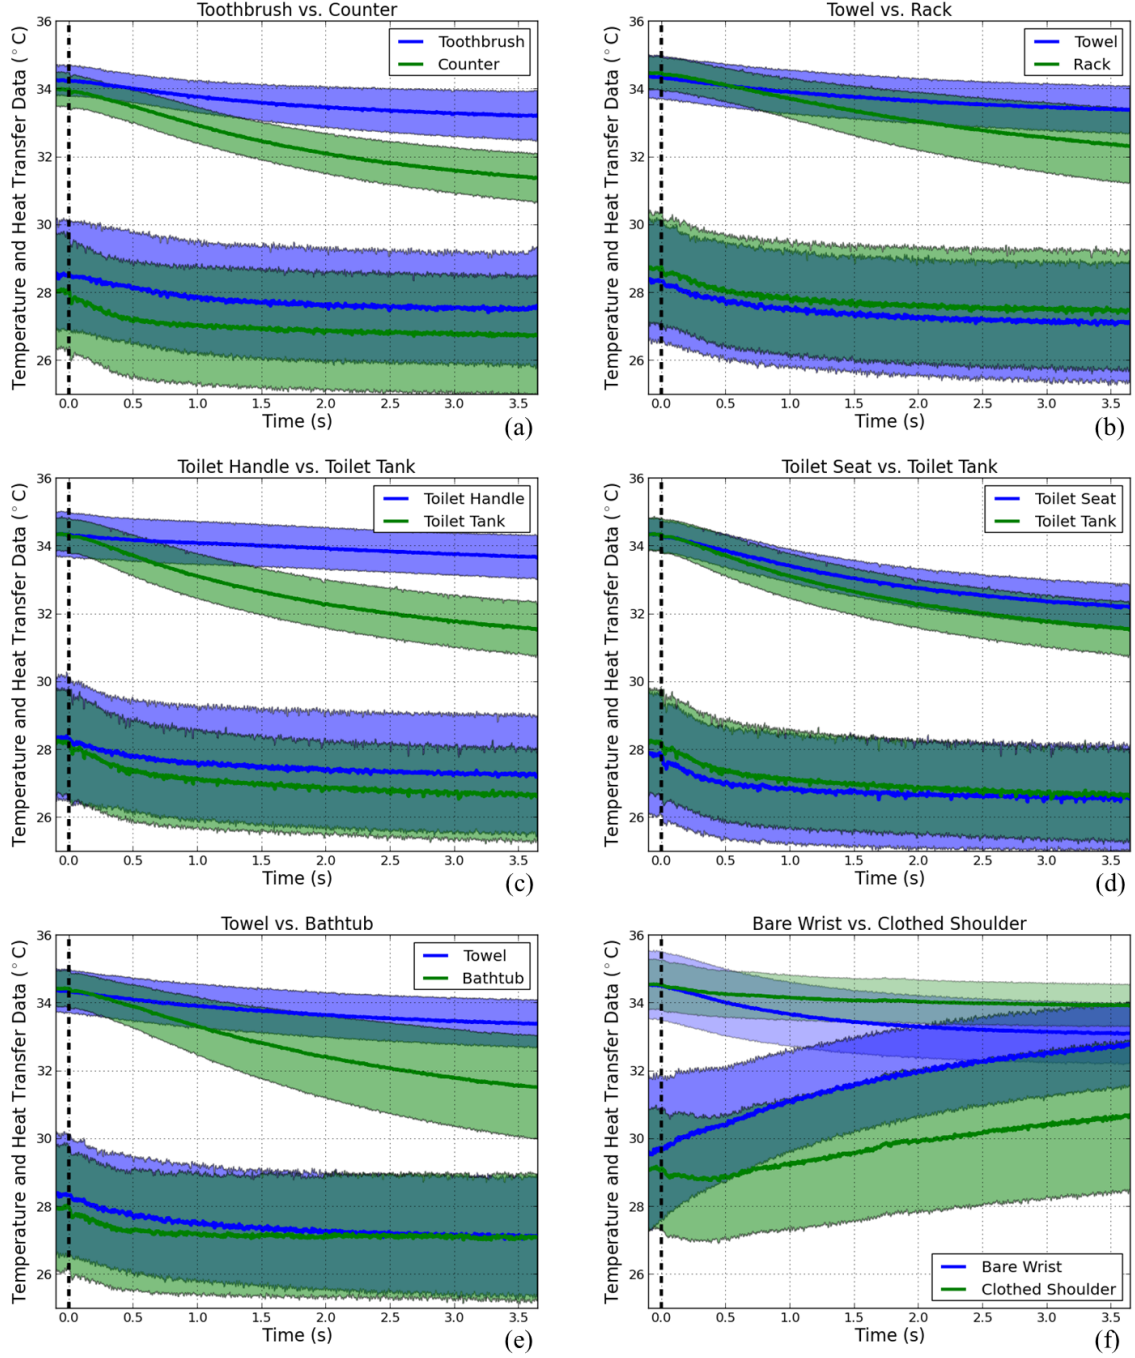 Toothbrush vs. Counter
Temperature and Heat Transfer Data (°C)
36
34
32
30
28
26
Toothbrush
Counter
0.0 0.5 1.0 1.5 2.0 2.5 3.0 3.5
Time (s)
(a)
Towel vs. Rack
Temperature and Heat Transfer Data (°C)
36
34
32
30
28
26
Towel
Rack
0.0 0.5 1.0 1.5 2.0 2.5 3.0 3.5
Time (s)
(b)
Toilet Handle vs. Toilet Tank
Temperature and Heat Transfer Data (°C)
36
34
32
30
28
26
Toilet Handle
Toilet Tank
0.0 0.5 1.0 1.5 2.0 2.5 3.0 3.5
Time (s)
(c)
Toilet Seat vs. Toilet Tank
Temperature and Heat Transfer Data (°C)
36
34
32
30
28
26
Toilet Seat
Toilet Tank
0.0 0.5 1.0 1.5 2.0 2.5 3.0 3.5
Time (s)
(d)
Towel vs. Bathtub
Temperature and Heat Transfer Data (°C)
36
34
32
30
28
26
Towel
Bathtub
0.0 0.5 1.0 1.5 2.0 2.5 3.0 3.5
Time (s)
(e)
Bare Wrist vs. Clothed Shoulder
Temperature and Heat Transfer Data (°C)
36
34
32
30
28
26
Bare Wrist
Clothed Shoulder
0.0 0.5 1.0 1.5 2.0 2.5 3.0 3.5
Time (s)
(f)